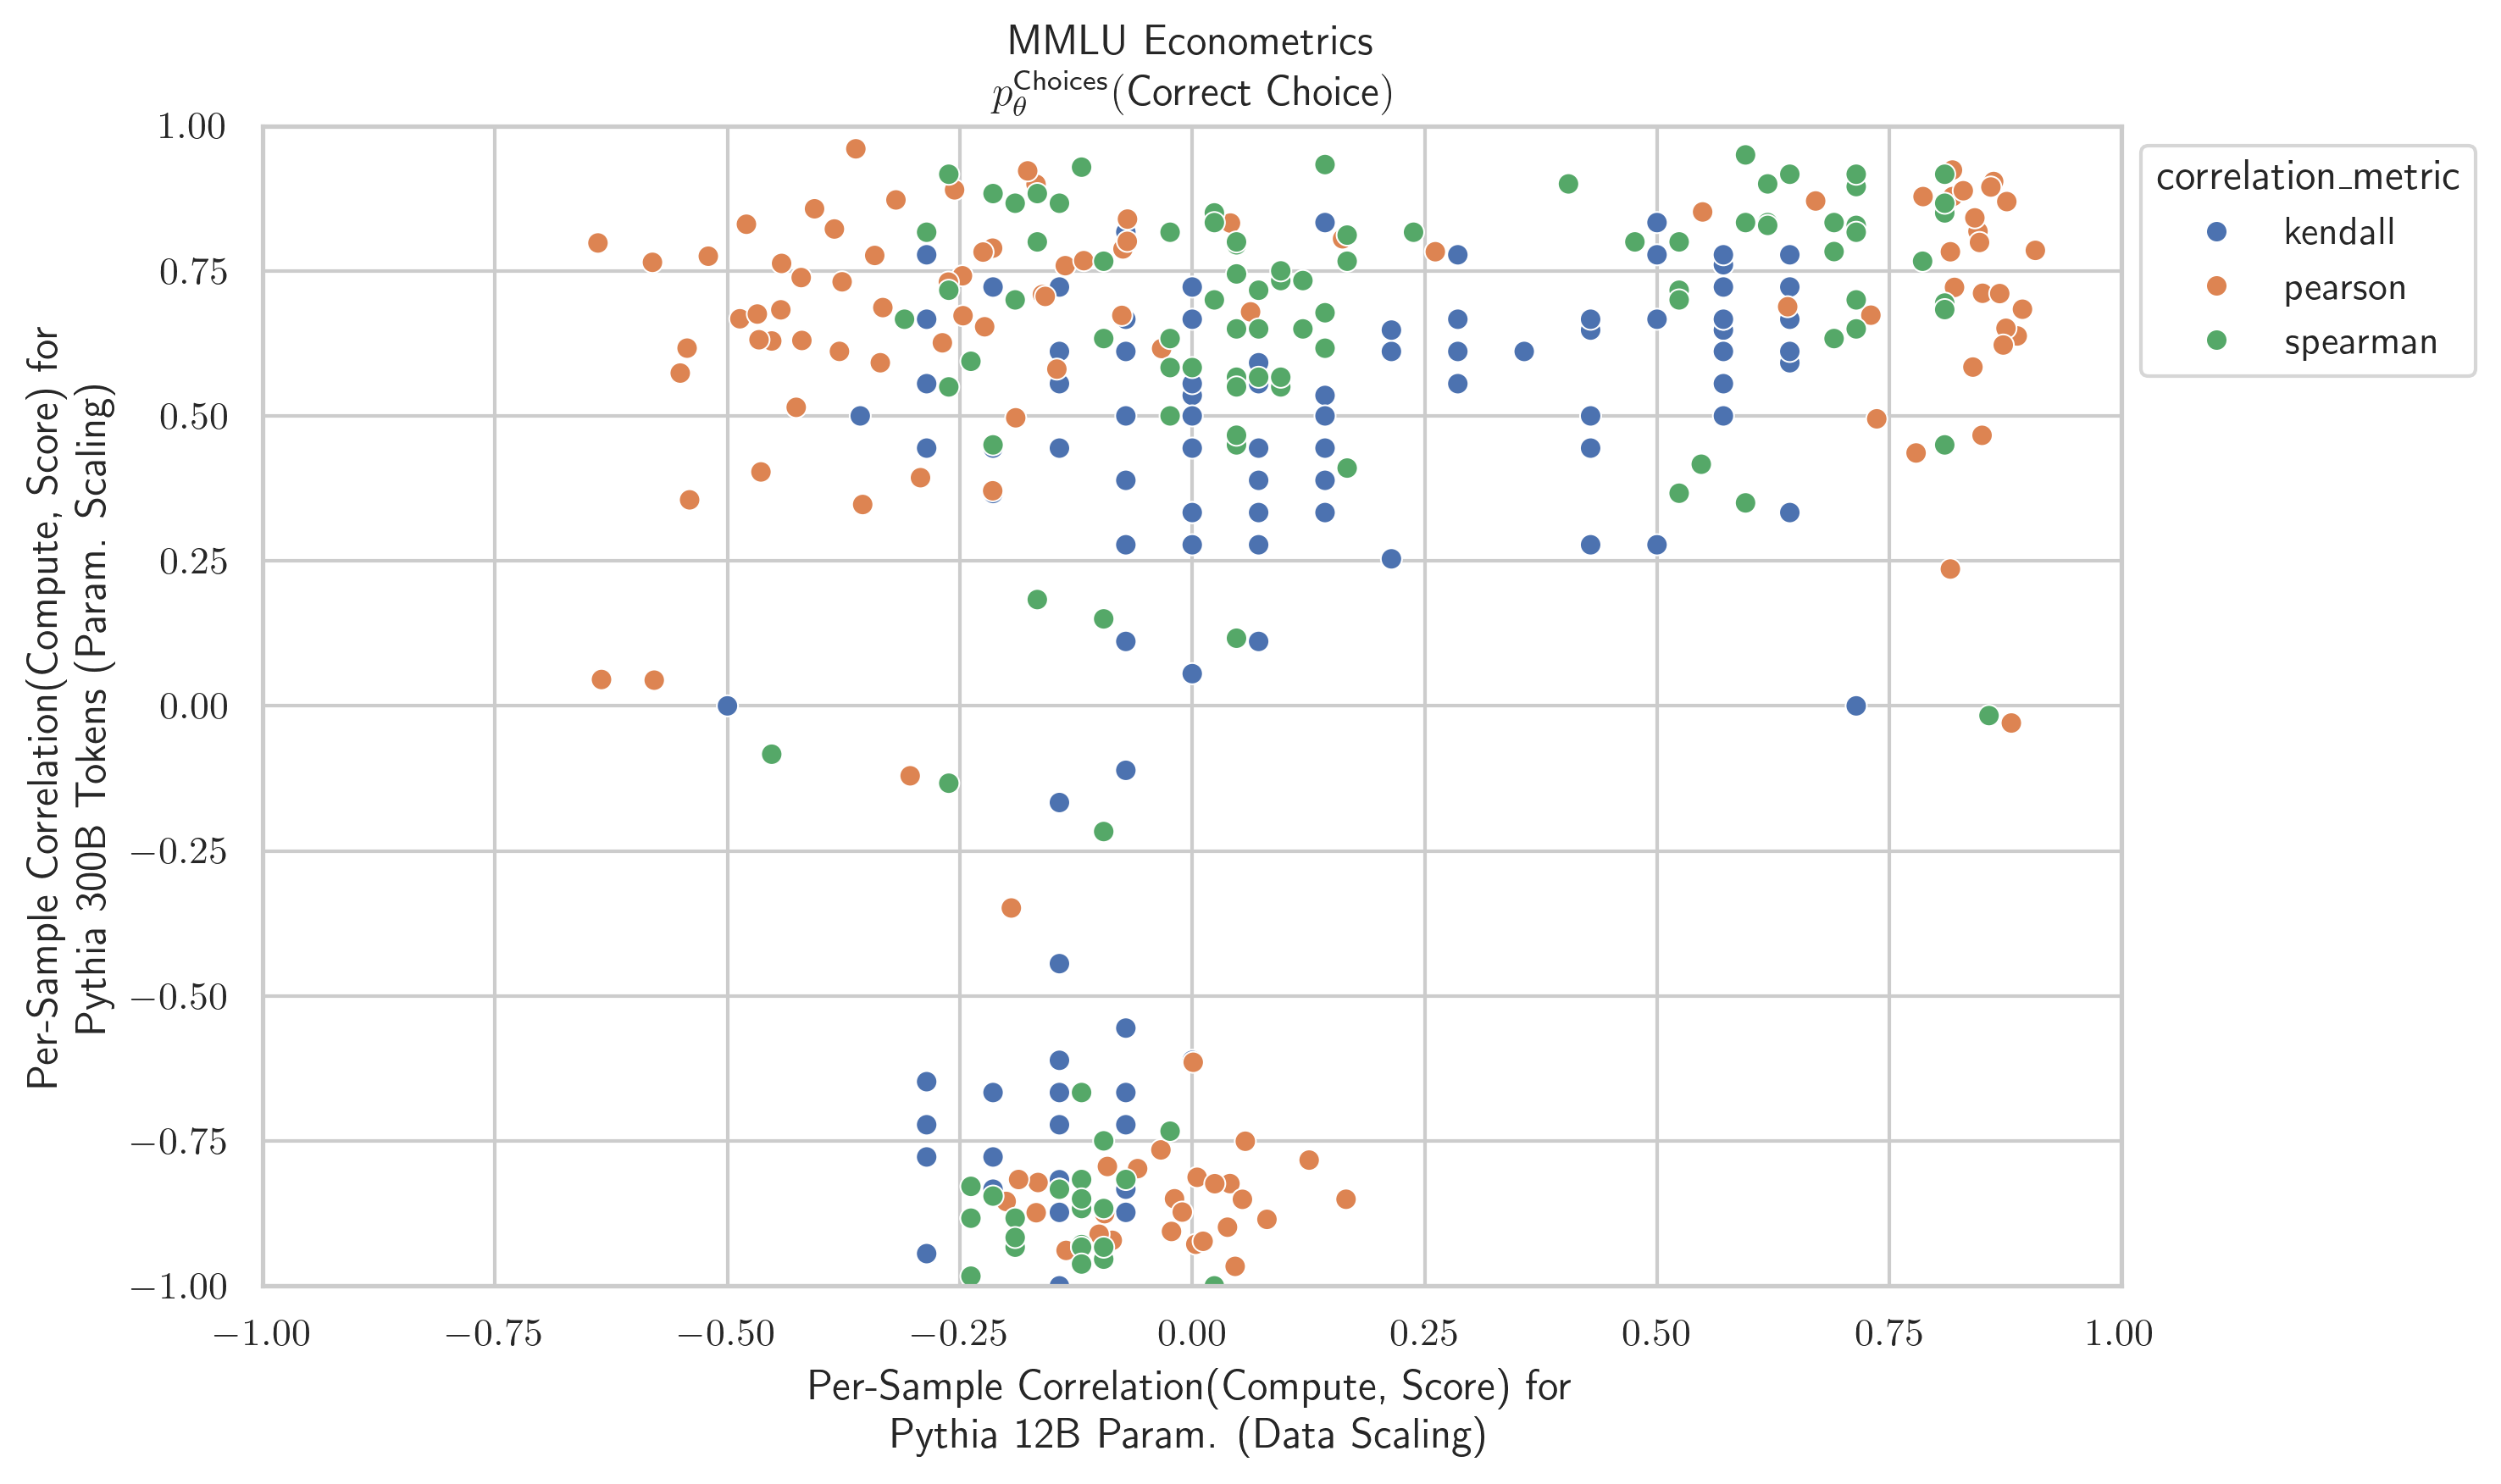 MMLU Econometrics
p_θ^Choices(Correct Choice)
1.00
0.75
0.50
0.25
0.00
−0.25
−0.50
−0.75
−1.00
Per-Sample Correlation(Compute, Score) for
Pythia 300B Tokens (Param. Scaling)
correlation_metric
kendall
pearson
spearman
−1.00
−0.75
−0.50
−0.25
0.00
0.25
0.50
0.75
1.00
Per-Sample Correlation(Compute, Score) for
Pythia 12B Param. (Data Scaling)